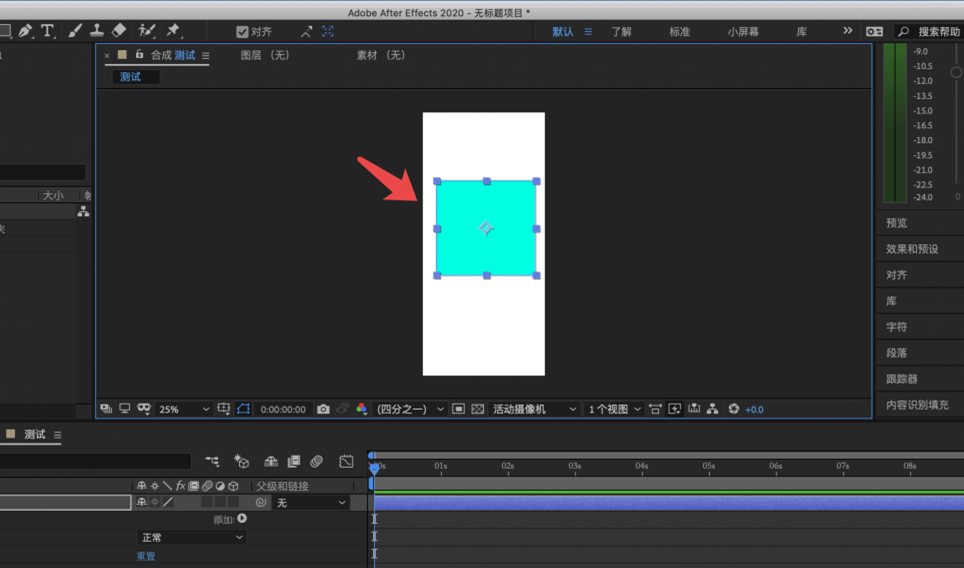 Adobe After Effects 2020 - 无标题项目 *
T 对齐 默认 了解 标准 小屏幕 库 搜索帮助
合成 测试 图层 (无) 素材 (无)
测试
-9.0
-10.5
-12.0
-13.5
-15.0
-16.5
-18.0
-19.5
-21.0
-22.5
-24.0 0
大小 帧
夹
预览
效果和预设
对齐
库
字符
段落
跟踪器
内容识别填充
25% 0:00:00:00 (四分之一) 活动摄像机 1个视图 +0.0
测试
01s 02s 03s 04s 05s 06s 07s 08s
fx 父级和链接
无
添加:
正常
重置